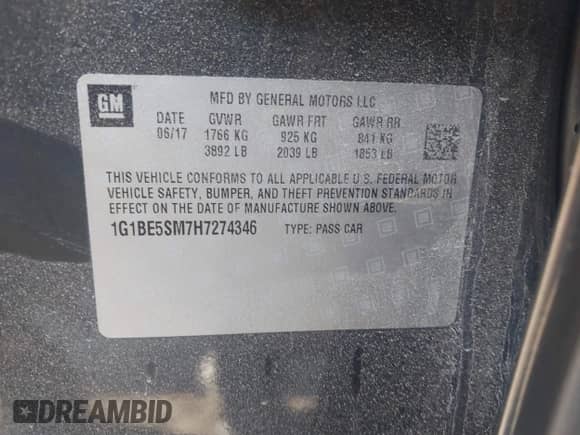 GM
MFD BY GENERAL MOTORS LLC
DATE GVWR GAWR FRT GAWR RR
06/17 1766 KG 925 KG 841 KG
3892 LB 2039 LB 1853 LB
THIS VEHICLE CONFORMS TO ALL APPLICABLE U.S. FEDERAL MOTOR
VEHICLE SAFETY, BUMPER, AND THEFT PREVENTION STANDARDS IN
EFFECT ON THE DATE OF MANUFACTURE SHOWN ABOVE.
1G1BE5SM7H7274346 TYPE: PASS CAR
DREAMBID